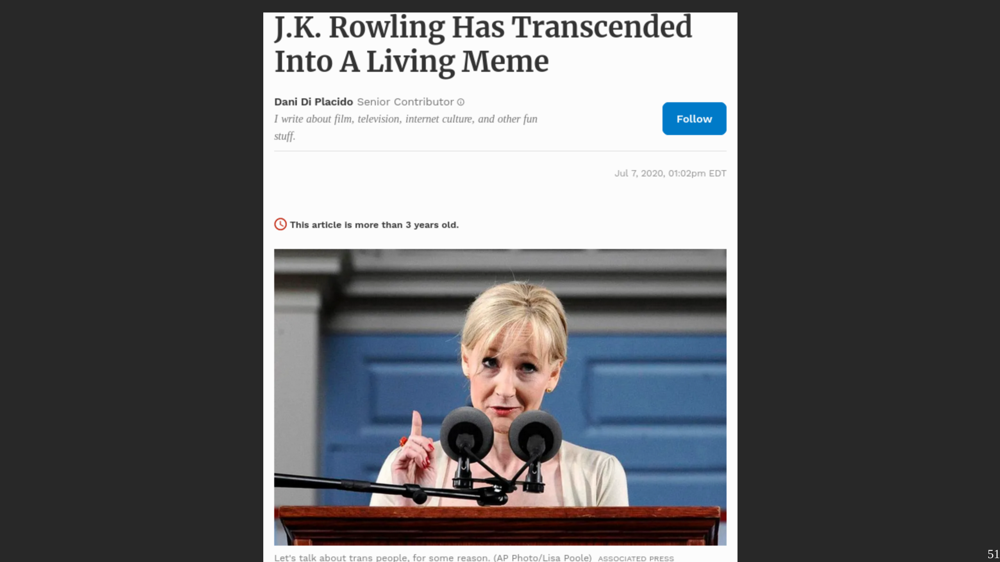 J.K. Rowling Has Transcended
Into A Living Meme
Dani Di Placido Senior Contributor
I write about film, television, internet culture, and other fun
stuff.
Follow
Jul 7, 2020, 01:02pm EDT
This article is more than 3 years old.
Let's talk about trans people, for some reason. (AP Photo/Lisa Poole) ASSOCIATED PRESS
51